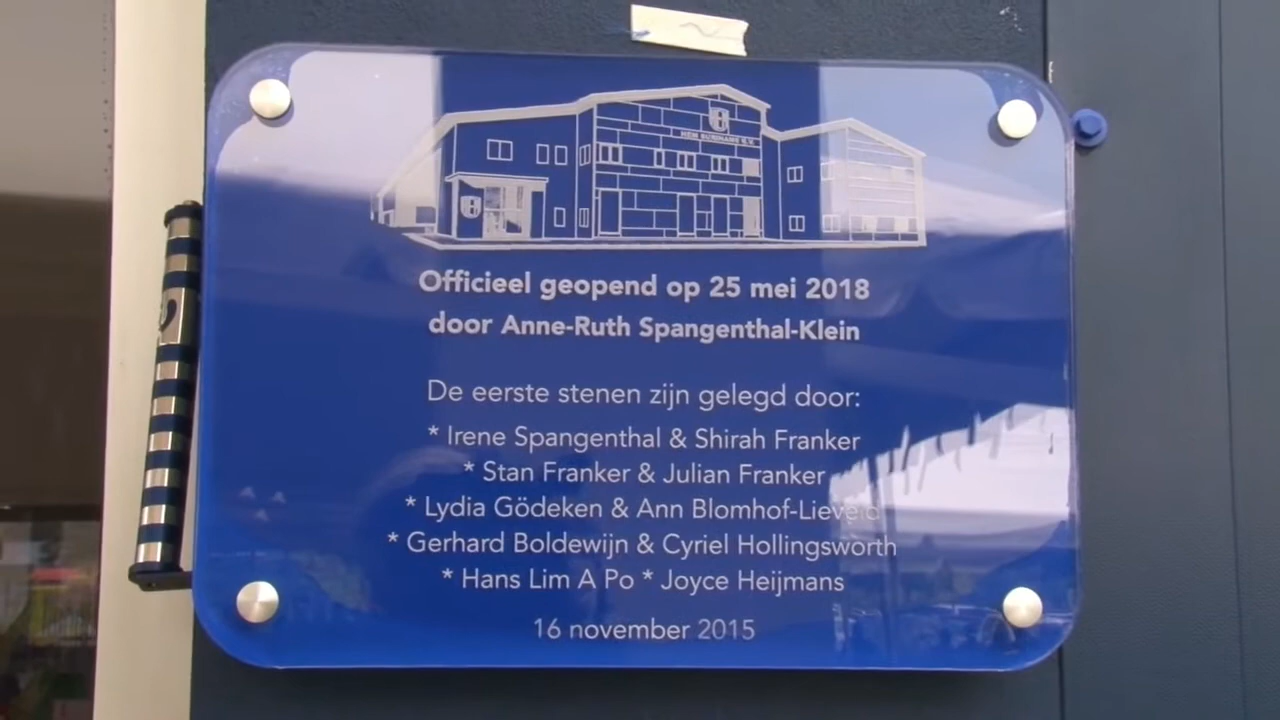 HEM SURINAME N.V.
Officieel geopend op 25 mei 2018
door Anne-Ruth Spangenthal-Klein
De eerste stenen zijn gelegd door:
* Irene Spangenthal & Shirah Franker
* Stan Franker & Julian Franker
* Lydia Gödeken & Ann Blomhof-Lieveld
* Gerhard Boldewijn & Cyriel Hollingsworth
* Hans Lim A Po * Joyce Heijmans
16 november 2015